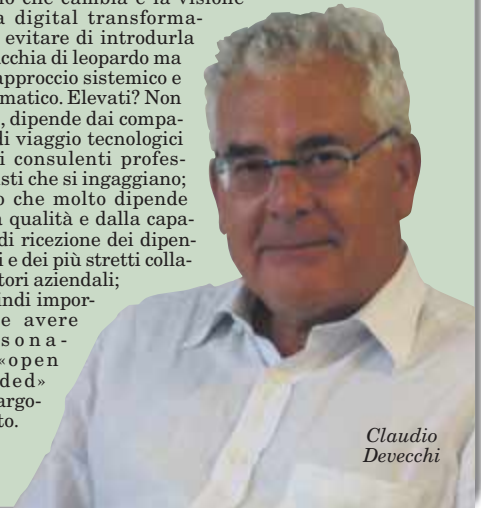 che cambia è la visione
a digital transforma-
evitare di introdurla
cchia di leopardo ma
approccio sistemico e
matico. Elevati? Non
, dipende dai compa-
di viaggio tecnologici
i consulenti profes-
sti che si ingaggiano;
o che molto dipende
qualità e dalla capa-
di ricezione dei dipen-
i e dei più stretti colla-
tori aziendali;
indi impor-
e avere
sona-
«open
ded»
argo-
to.
Claudio
Devecchi